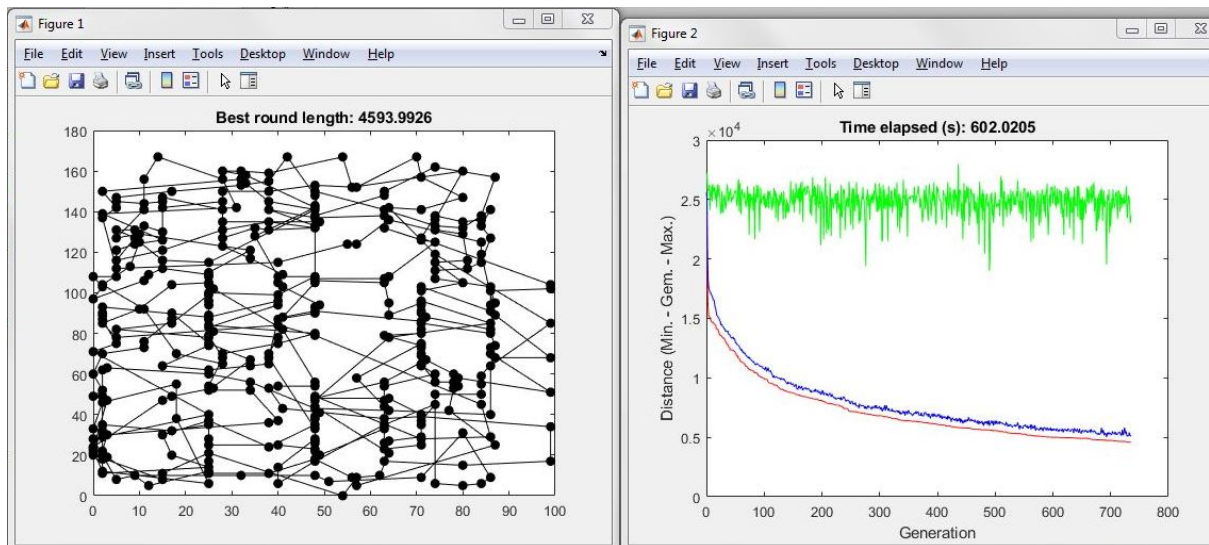 Figure 1
File Edit View Insert Tools Desktop Window Help
Best round length: 4593.9926
180
160
140
120
100
80
60
40
20
0
0 10 20 30 40 50 60 70 80 90 100
Figure 2
File Edit View Insert Tools Desktop Window Help
Time elapsed (s): 602.0205
×10⁴
3
2.5
2
1.5
1
0.5
0
Distance (Min. - Gem. - Max.)
0 100 200 300 400 500 600 700 800
Generation